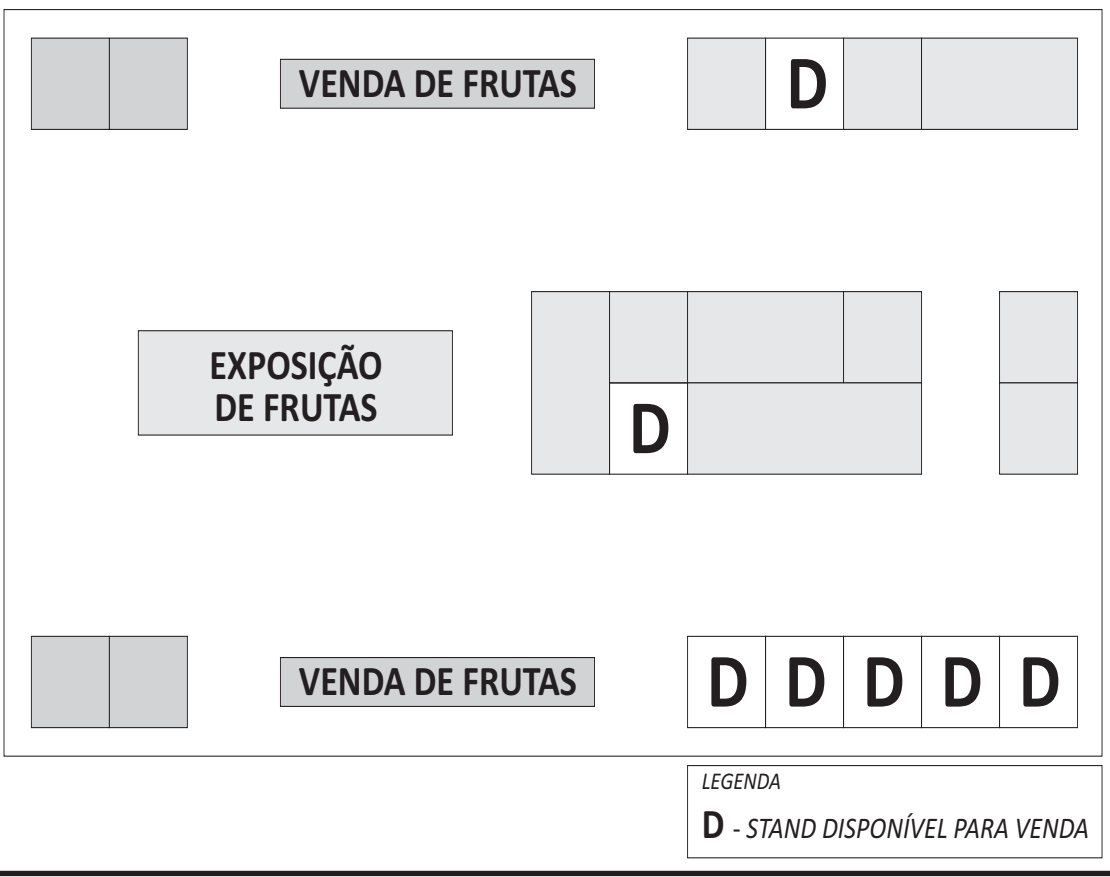 VENDA DE FRUTAS
D
EXPOSIÇÃO
DE FRUTAS
D
VENDA DE FRUTAS
D D D D D
LEGENDA
D - STAND DISPONÍVEL PARA VENDA